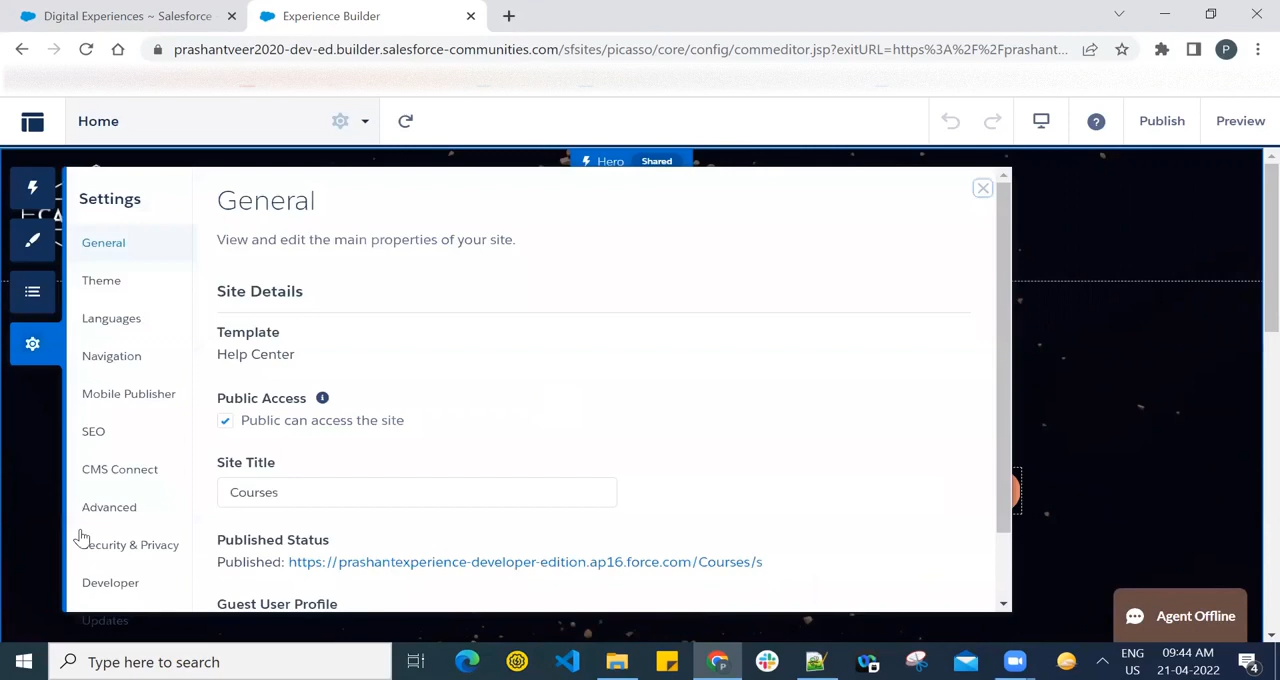 Digital Experiences ~ Salesforce
Experience Builder
prashantveer2020-dev-ed.builder.salesforce-communities.com/sfsites/picasso/core/config/commeditor.jsp?exitURL=https%3A%2F%2Fprashant...
P
Home
Publish
Preview
Hero
Shared
Settings
General
Theme
Languages
Navigation
Mobile Publisher
SEO
CMS Connect
Advanced
ecurity & Privacy
Developer
Updates
General
View and edit the main properties of your site.
Site Details
Template
Help Center
Public Access
Public can access the site
Site Title
Courses
Published Status
Published: https://prashantexperience-developer-edition.ap16.force.com/Courses/s
Guest User Profile
Agent Offline
Type here to search
ENG
US
09:44 AM
21-04-2022
4